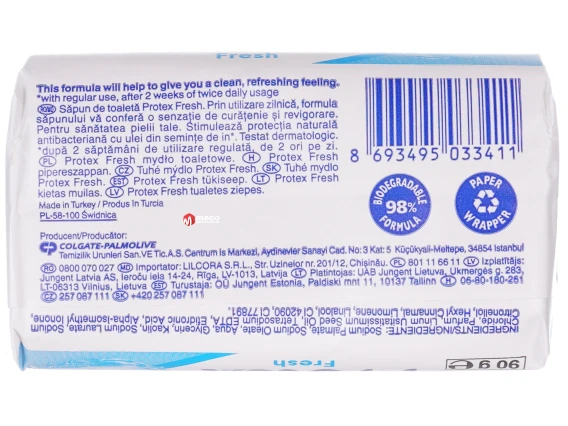 Fresh
This formula will help to give you a clean, refreshing feeling.
*with regular use, after 2 weeks of twice daily usage
RO/MD Săpun de toaletă Protex Fresh. Prin utilizare zilnică, formula
săpunului vă conferă o senzație de curățenie și revigorare.
Pentru sănătatea pielii tale. Stimulează protecția naturală
antibacteriană cu ulei din semințe de in*. Testat dermatologic.
*după 2 săptămâni de utilizare regulată, de 2 ori pe zi.
PL Protex Fresh mydło toaletowe. H Protex Fresh
pipereszappan. CZ Tuhé mýdlo Protex Fresh. SK Tuhé mydlo
Protex Fresh. EST Protex Fresh tükiseep. LT Protex Fresh
kietas muilas. LV Protex Fresh tualetes ziepes.
Made in Turkey / Produs în Turcia
PL-58-100 Świdnica
8 693495 033411
BIODEGRADABLE
98%
FORMULA
PAPER
WRAPPER
Producent/Producător:
COLGATE-PALMOLIVE
Temizlik Urunleri San.VE Tic.A.S. Centrum Is Markezi, Aydinevler Sanayi Cad. No:3 Kat: 5 Küçükyali-Meltepe, 34854 Istanbul
RO 0800 070 027 MD Importator: LILCORA S.R.L., Str. Uzinelor nr. 201/12, Chișinău. PL 801 11 66 11 LV Izplatītājs:
Jungent Latvia AS, Ieroču iela 14-2.stāvs, Rīga, LV-1013, Latvija LT Platintojas: UAB Jungent Lietuva, Ukmergės g. 283,
LT-06313 Vilnius, Lietuva EST Turustaja: OÜ Jungent Estonia, Paldiski mnt 11, 10137 Tallinn H 06-80-180-261
CZ 257 087 111 SK +420 257 087 111
INGREDIENTS/INGREDIENTE: Sodium Palmate, Sodium Oleate, Aqua, Glycerin, Kaolin, Sodium Laurate, Sodium
Chloride, Parfum, Linum Usitatissimum Seed Oil, Tetrasodium EDTA, Etidronic Acid, Alpha-Isomethyl Ionone,
Citronellol, Hexyl Cinnamal, Limonene, Linalool, CI 42090, CI 77891.
90 g e
Fresh